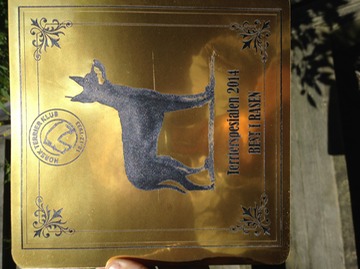 NORSK TERRIER KLUB
Terrierspesialen 2014
BEST I RASEN